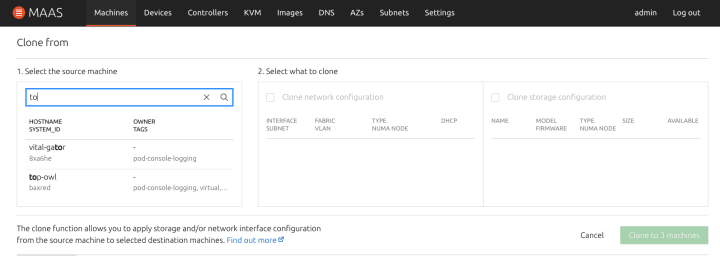 MAAS Machines Devices Controllers KVM Images DNS AZs Subnets Settings admin Log out
Clone from
1. Select the source machine
to
HOSTNAME OWNER
SYSTEM_ID TAGS
vital-gator -
8xa6he pod-console-logging
top-owl -
baxred pod-console-logging, virtual,...
2. Select what to clone
Clone network configuration
INTERFACE FABRIC TYPE DHCP
SUBNET VLAN NUMA NODE
Clone storage configuration
NAME MODEL TYPE SIZE AVAILABLE
FIRMWARE NUMA NODE
The clone function allows you to apply storage and/or network interface configuration
from the source machine to selected destination machines. Find out more
Cancel Clone to 3 machines